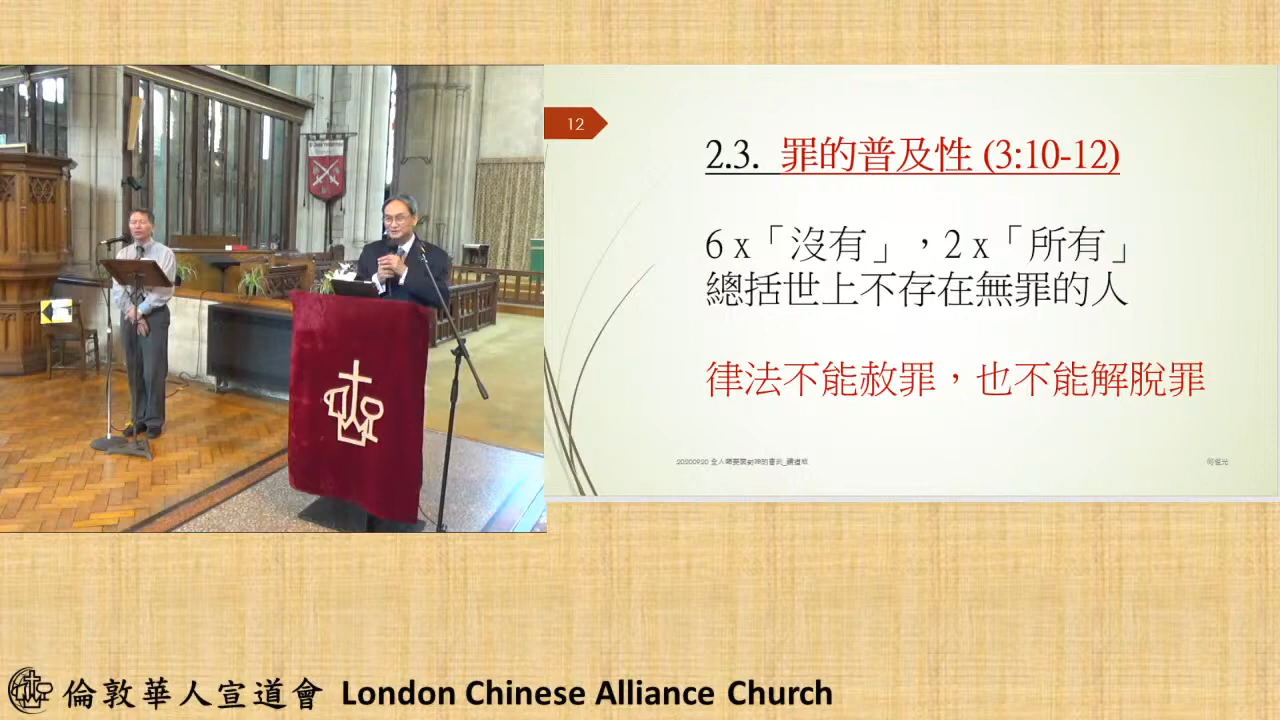 12
2.3. 罪的普及性 (3:10-12)
6 x「沒有」，2 x「所有」
總括世上不存在無罪的人
律法不能赦罪，也不能解脫罪
倫敦華人宣道會 London Chinese Alliance Church